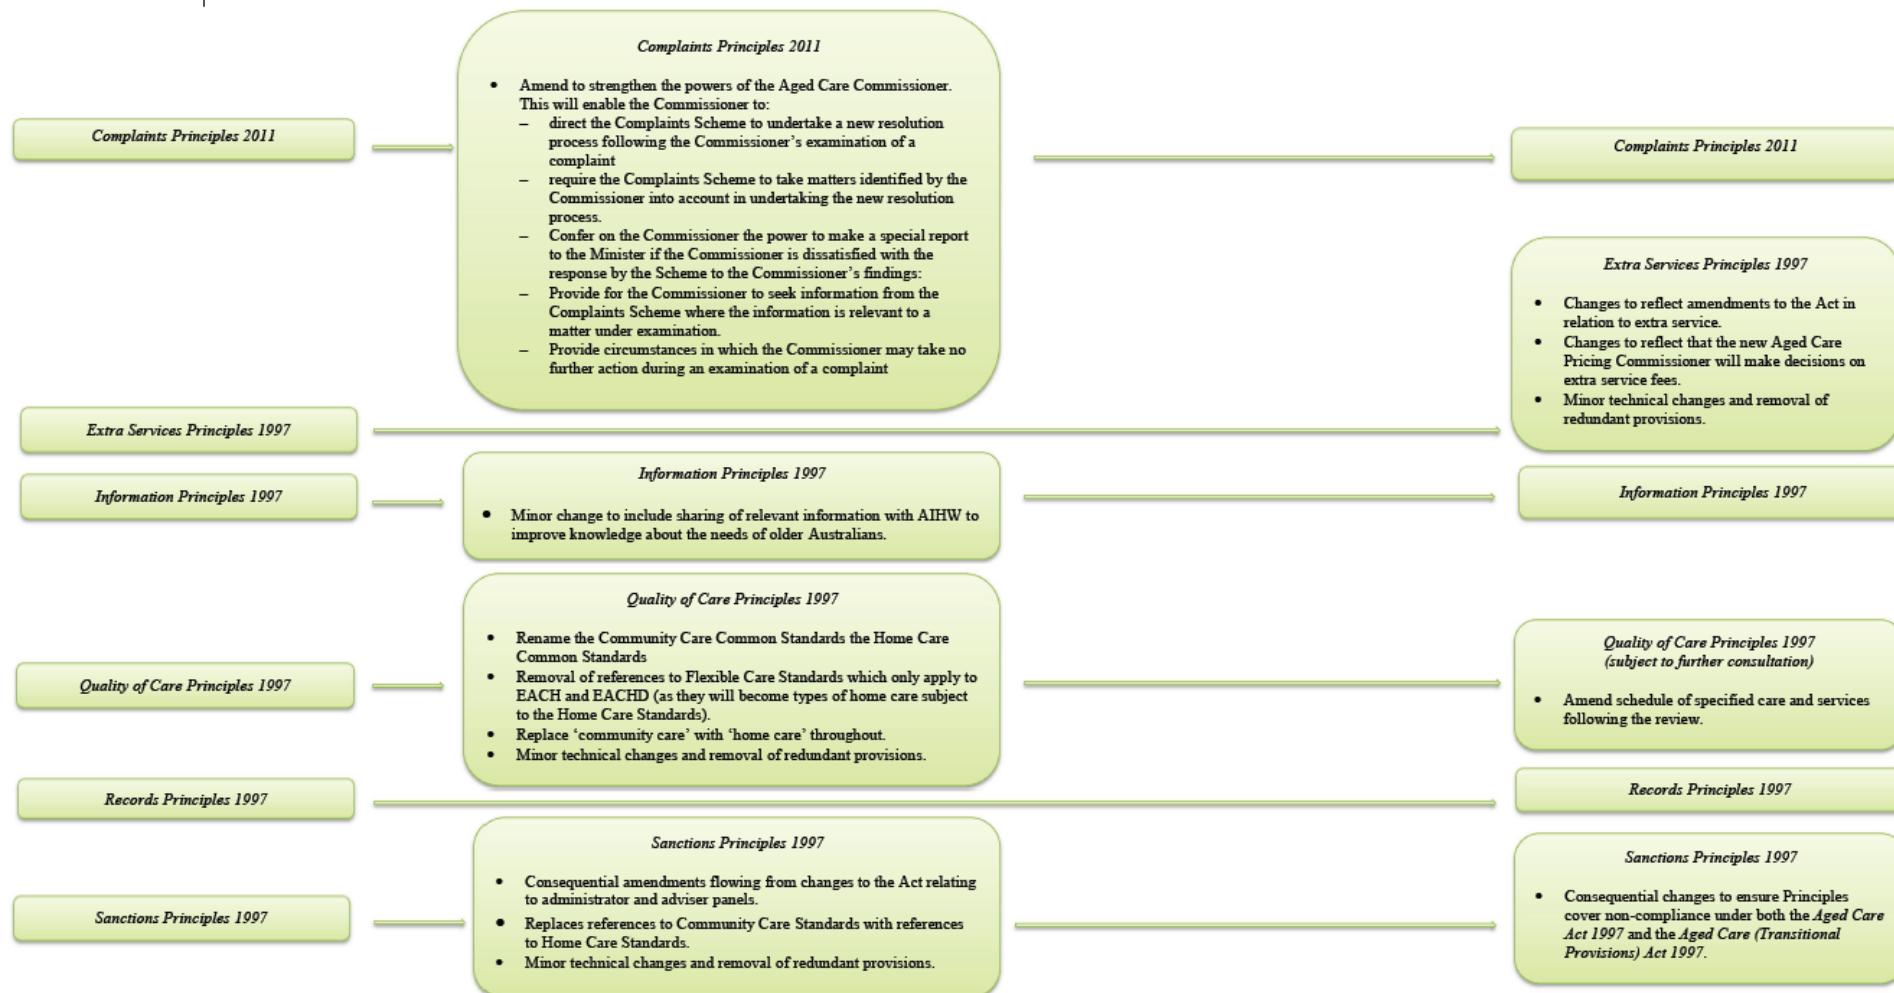 Complaints Principles 2011
Complaints Principles 2011
• Amend to strengthen the powers of the Aged Care Commissioner.
This will enable the Commissioner to:
– direct the Complaints Scheme to undertake a new resolution
process following the Commissioner’s examination of a
complaint
– require the Complaints Scheme to take matters identified by the
Commissioner into account in undertaking the new resolution
process.
– Confer on the Commissioner the power to make a special report
to the Minister if the Commissioner is dissatisfied with the
response by the Scheme to the Commissioner’s findings:
– Provide for the Commissioner to seek information from the
Complaints Scheme where the information is relevant to a
matter under examination.
– Provide circumstances in which the Commissioner may take no
further action during an examination of a complaint
Complaints Principles 2011
Extra Services Principles 1997
Extra Services Principles 1997
• Changes to reflect amendments to the Act in
relation to extra service.
• Changes to reflect that the new Aged Care
Pricing Commissioner will make decisions on
extra service fees.
• Minor technical changes and removal of
redundant provisions.
Information Principles 1997
Information Principles 1997
• Minor change to include sharing of relevant information with AIHW to
improve knowledge about the needs of older Australians.
Information Principles 1997
Quality of Care Principles 1997
Quality of Care Principles 1997
• Rename the Community Care Common Standards the Home Care
Common Standards
• Removal of references to Flexible Care Standards which only apply to
EACH and EACHD (as they will become types of home care subject
to the Home Care Standards).
• Replace ‘community care’ with ‘home care’ throughout.
• Minor technical changes and removal of redundant provisions.
Quality of Care Principles 1997
(subject to further consultation)
• Amend schedule of specified care and services
following the review.
Records Principles 1997
Records Principles 1997
Sanctions Principles 1997
Sanctions Principles 1997
• Consequential amendments flowing from changes to the Act relating
to administrator and adviser panels.
• Replaces references to Community Care Standards with references
to Home Care Standards.
• Minor technical changes and removal of redundant provisions.
Sanctions Principles 1997
• Consequential changes to ensure Principles
cover non-compliance under both the Aged Care
Act 1997 and the Aged Care (Transitional
Provisions) Act 1997.